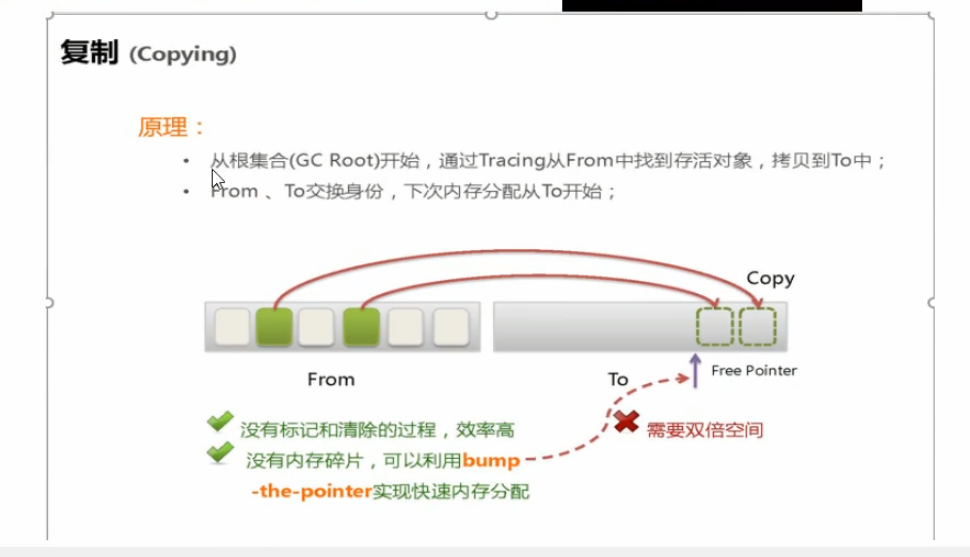 复制 (Copying)
原理：
• 从根集合(GC Root)开始，通过Tracing从From中找到存活对象，拷贝到To中；
• From 、To交换身份，下次内存分配从To开始；
Copy
From
To
Free Pointer
没有标记和清除的过程，效率高
需要双倍空间
没有内存碎片，可以利用bump
-the-pointer实现快速内存分配